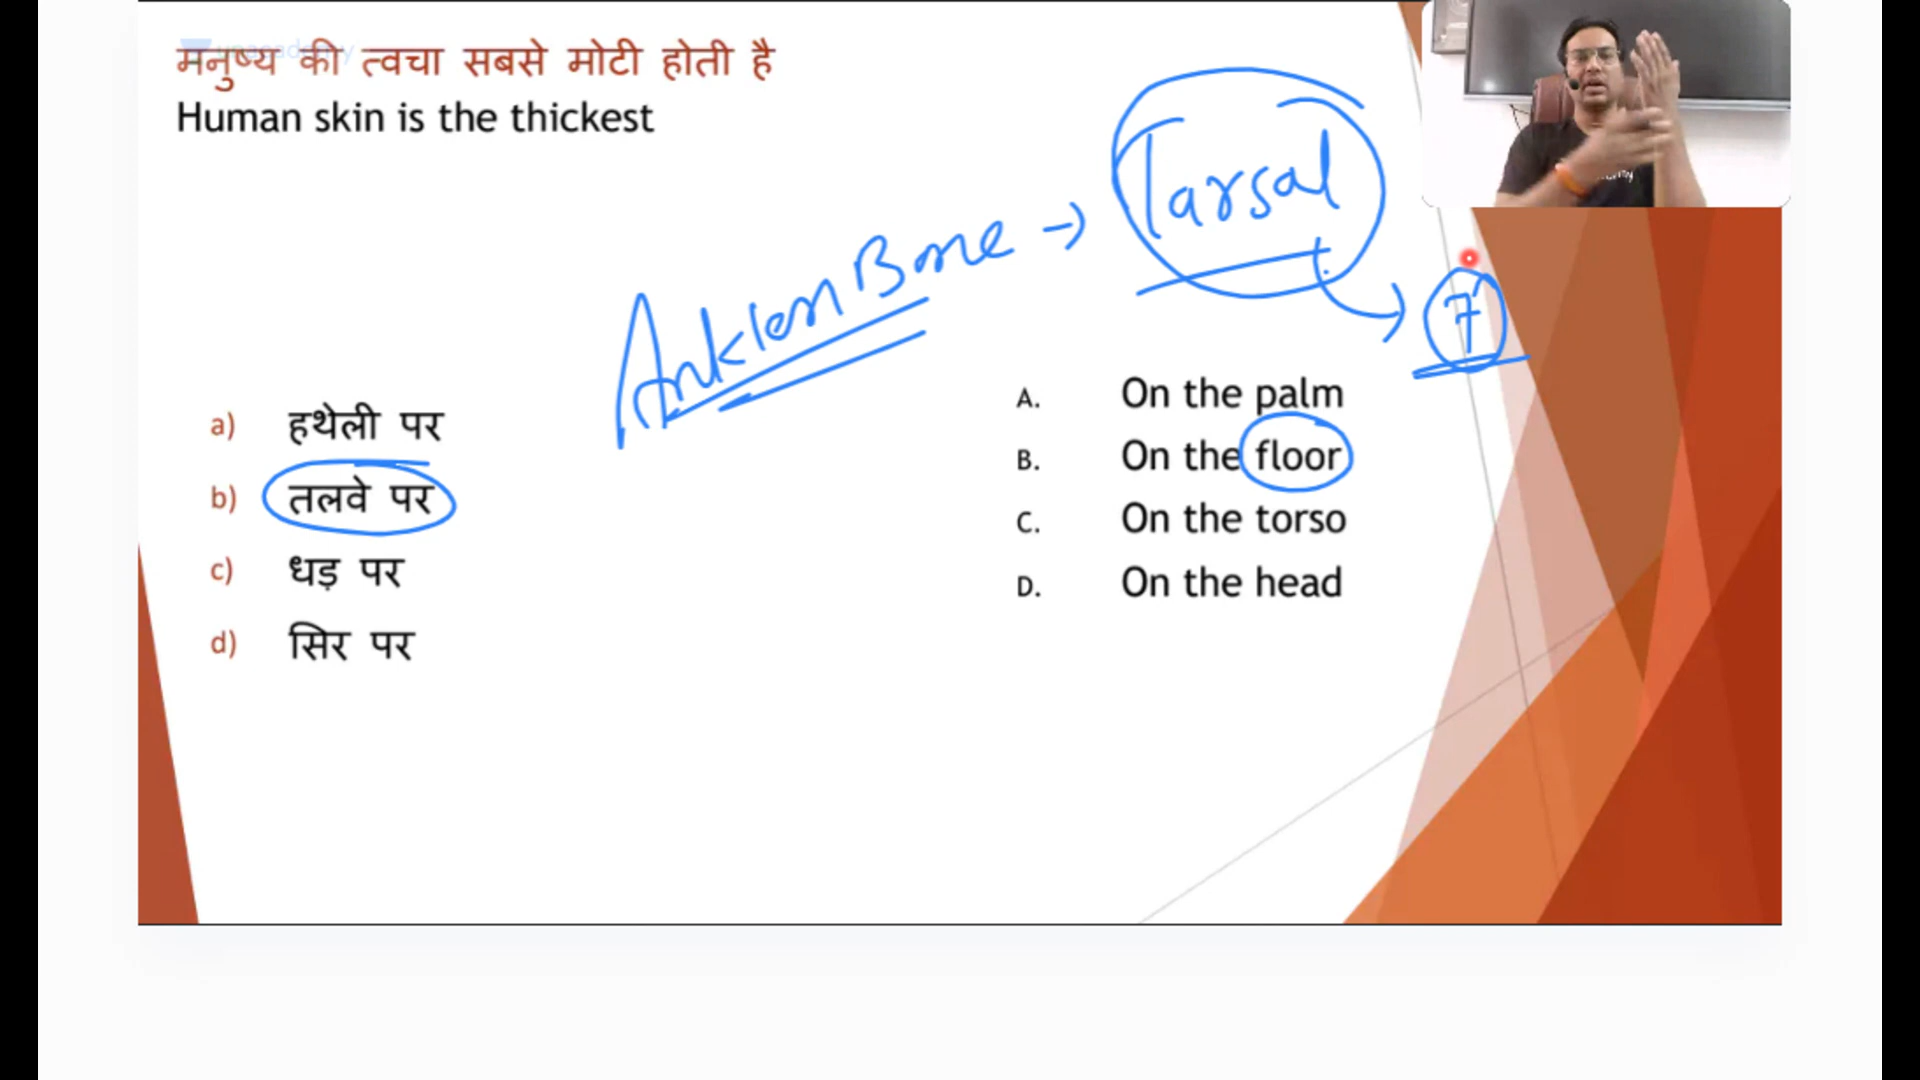 मनुष्य की त्वचा सबसे मोटी होती है
Human skin is the thickest
Tarsal
Anklen Bone →
7
a) हथेली पर
b) तलवे पर
c) धड़ पर
d) सिर पर
A. On the palm
B. On the floor
C. On the torso
D. On the head